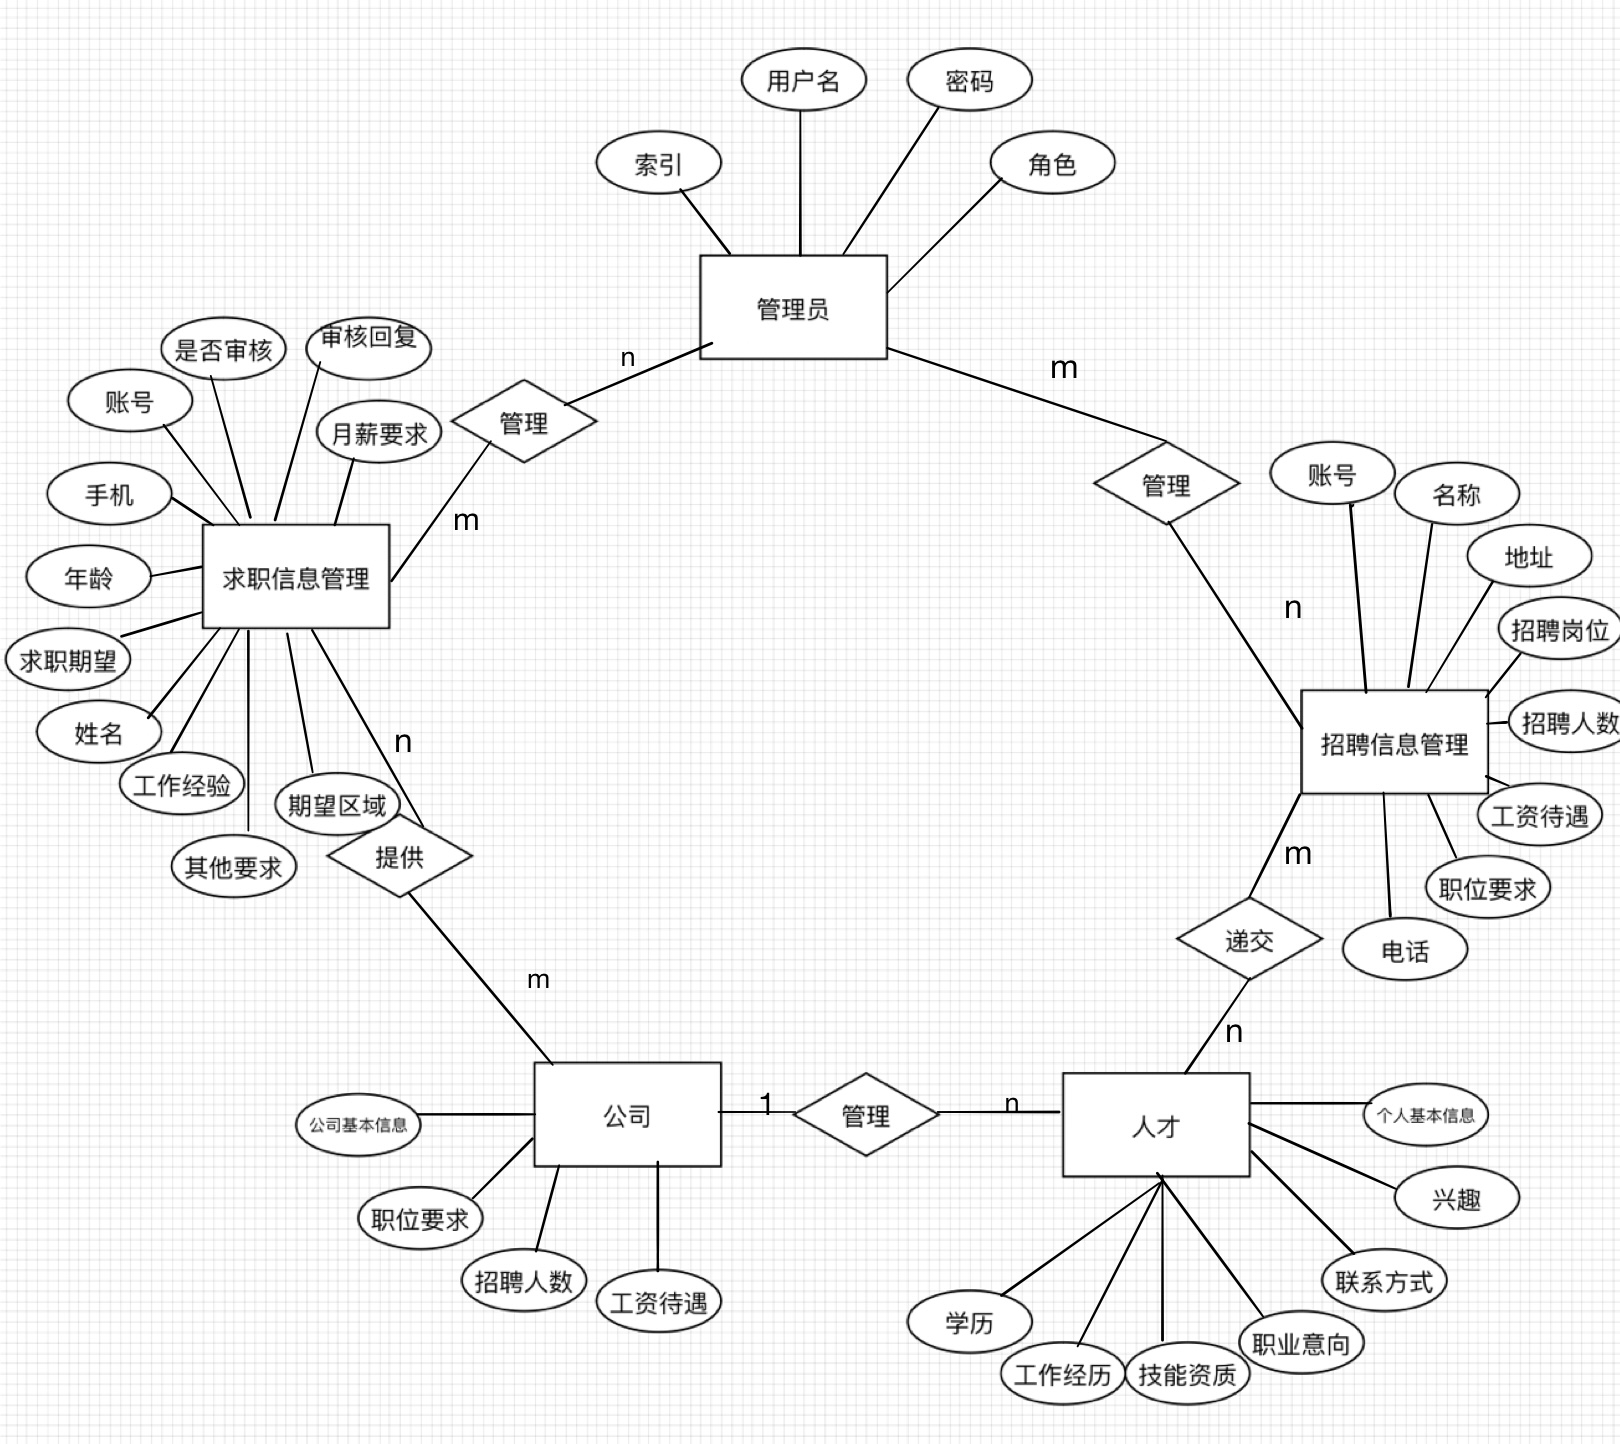 用户名
密码
索引
角色
管理员
n
m
是否审核
审核回复
账号
月薪要求
管理
手机
m
年龄
求职信息管理
求职期望
姓名
工作经验
n
期望区域
其他要求
提供
m
管理
账号
名称
地址
n
招聘岗位
招聘人数
招聘信息管理
工资待遇
m
职位要求
递交
电话
n
公司
1
管理
n
人才
公司基本信息
个人基本信息
职位要求
兴趣
招聘人数
工资待遇
联系方式
学历
职业意向
工作经历
技能资质